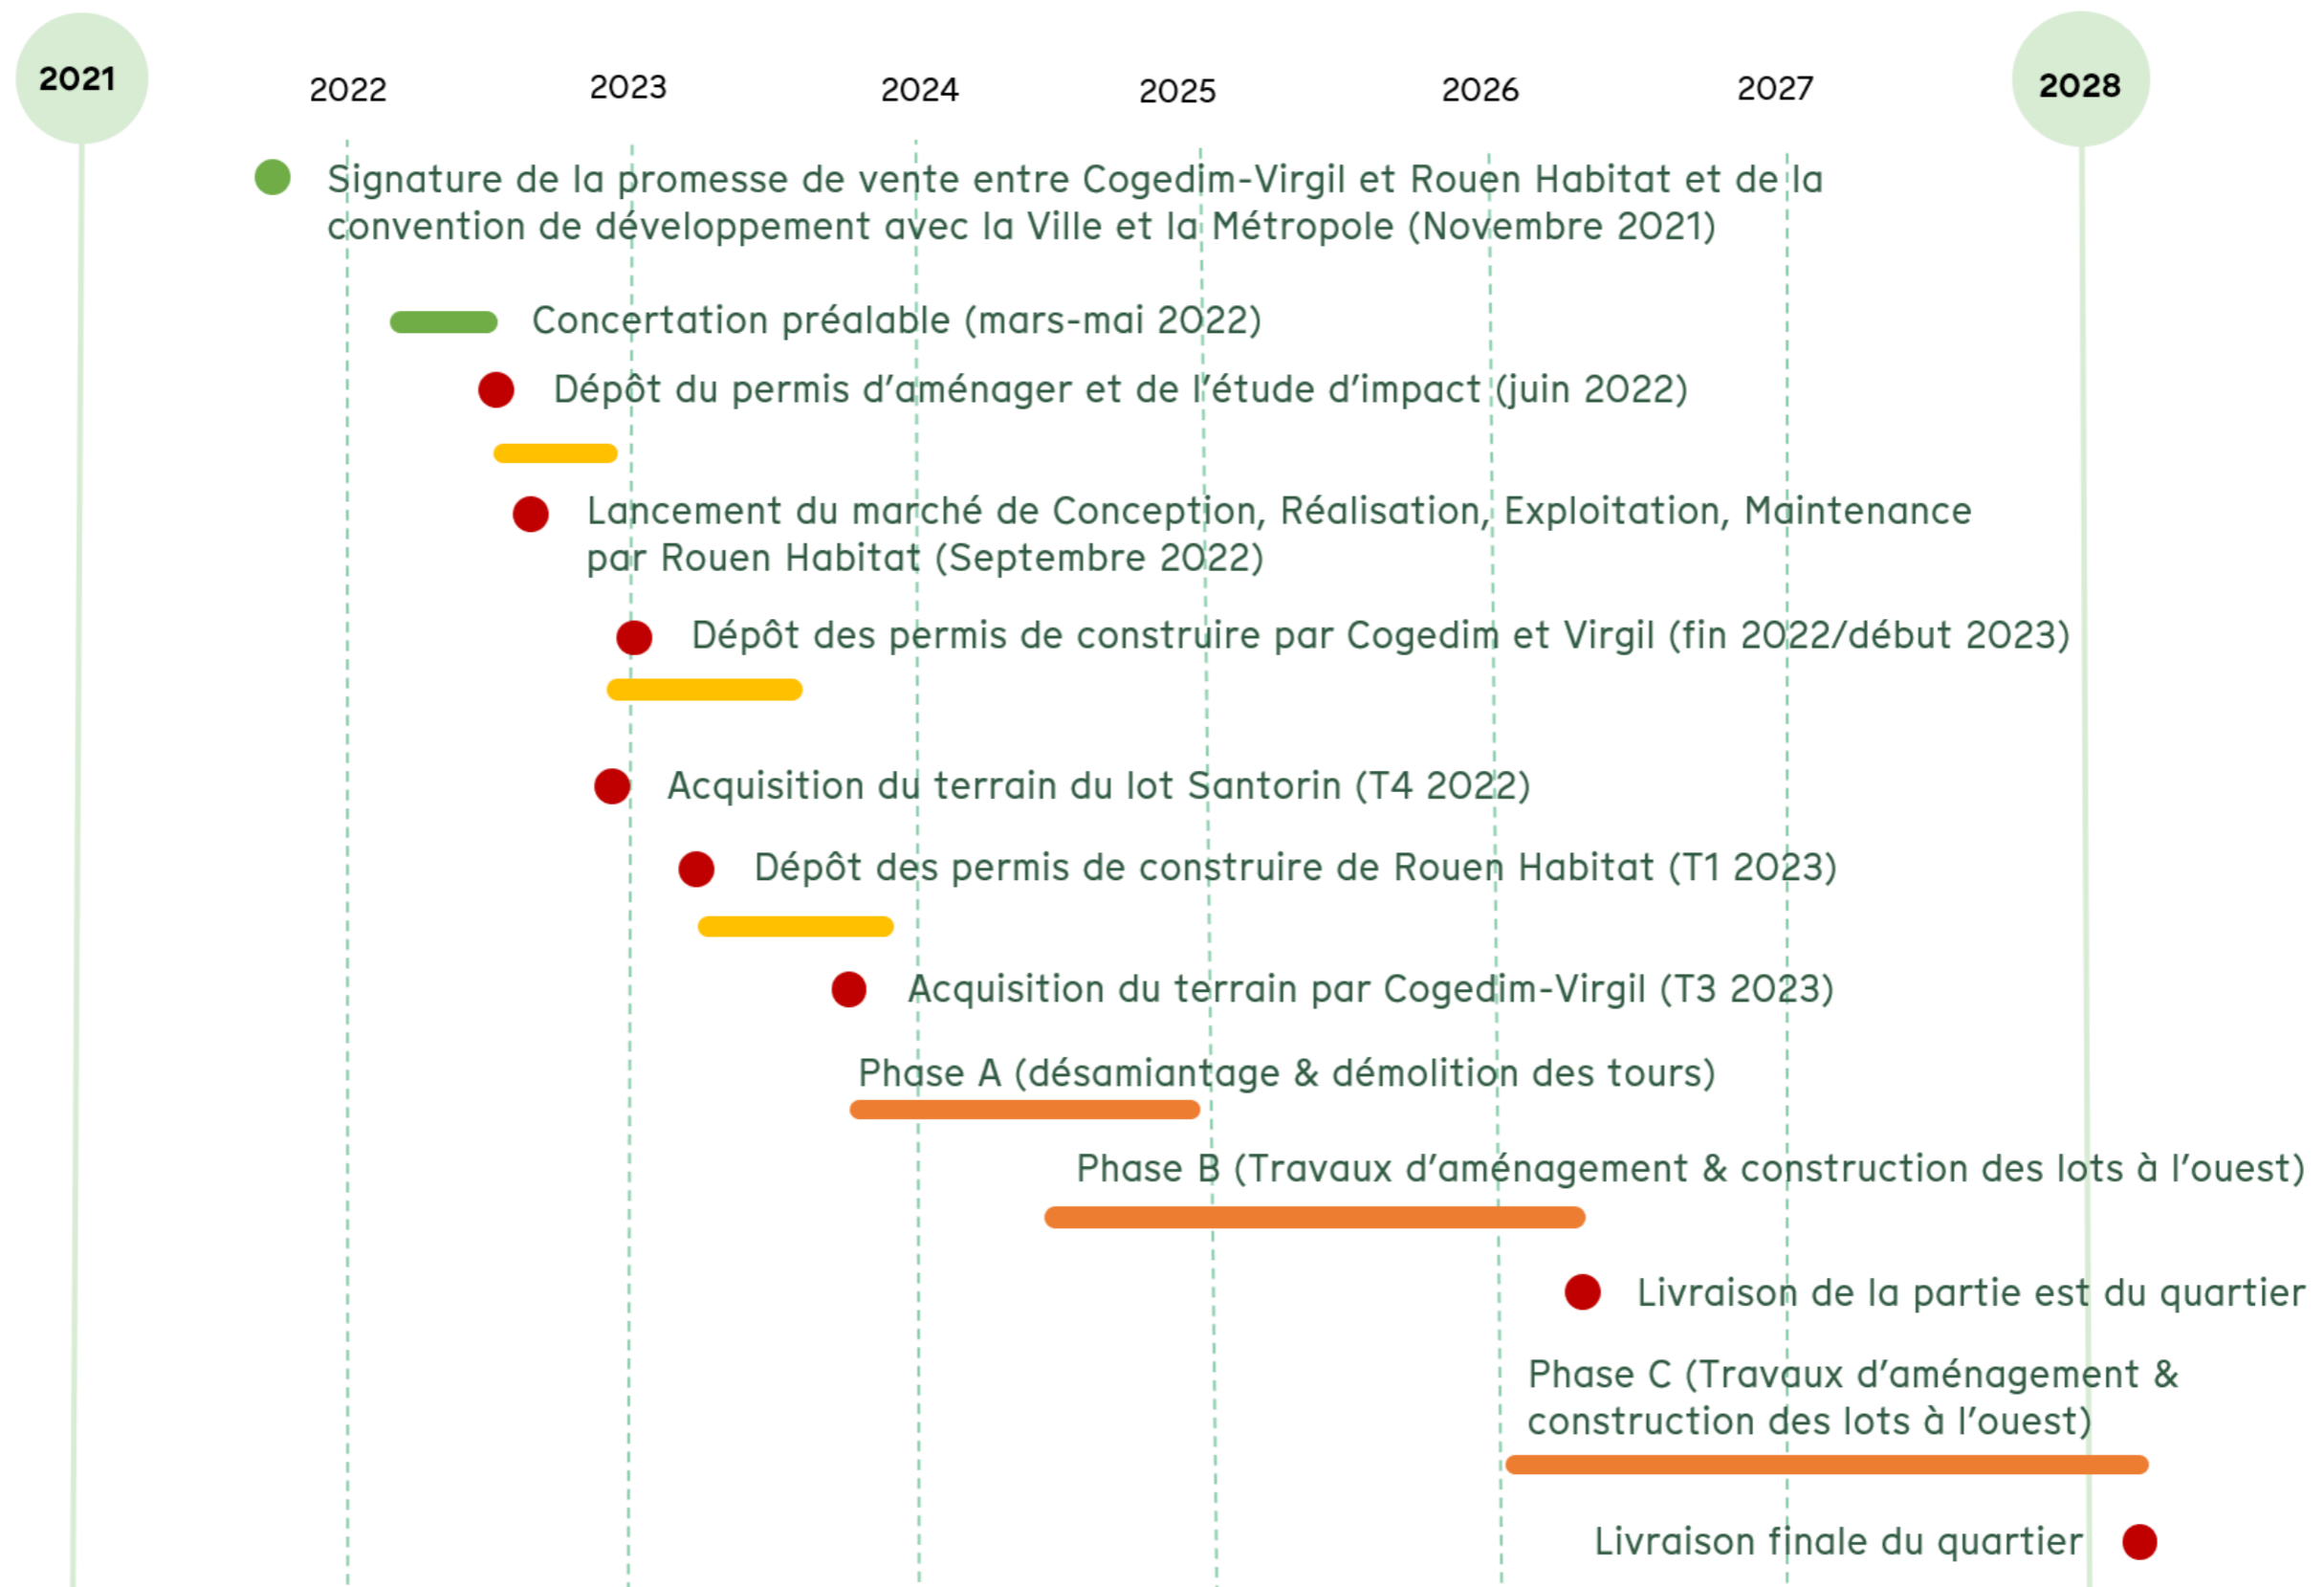 2021
2022
2023
2024
2025
2026
2027
2028
Signature de la promesse de vente entre Cogedim-Virgil et Rouen Habitat et de la
convention de développement avec la Ville et la Métropole (Novembre 2021)
Concertation préalable (mars-mai 2022)
Dépôt du permis d’aménager et de l’étude d’impact (juin 2022)
Lancement du marché de Conception, Réalisation, Exploitation, Maintenance
par Rouen Habitat (Septembre 2022)
Dépôt des permis de construire par Cogedim et Virgil (fin 2022/début 2023)
Acquisition du terrain du lot Santorin (T4 2022)
Dépôt des permis de construire de Rouen Habitat (T1 2023)
Acquisition du terrain par Cogedim-Virgil (T3 2023)
Phase A (désamiantage & démolition des tours)
Phase B (Travaux d’aménagement & construction des lots à l’ouest)
Livraison de la partie est du quartier
Phase C (Travaux d’aménagement &
construction des lots à l’ouest)
Livraison finale du quartier